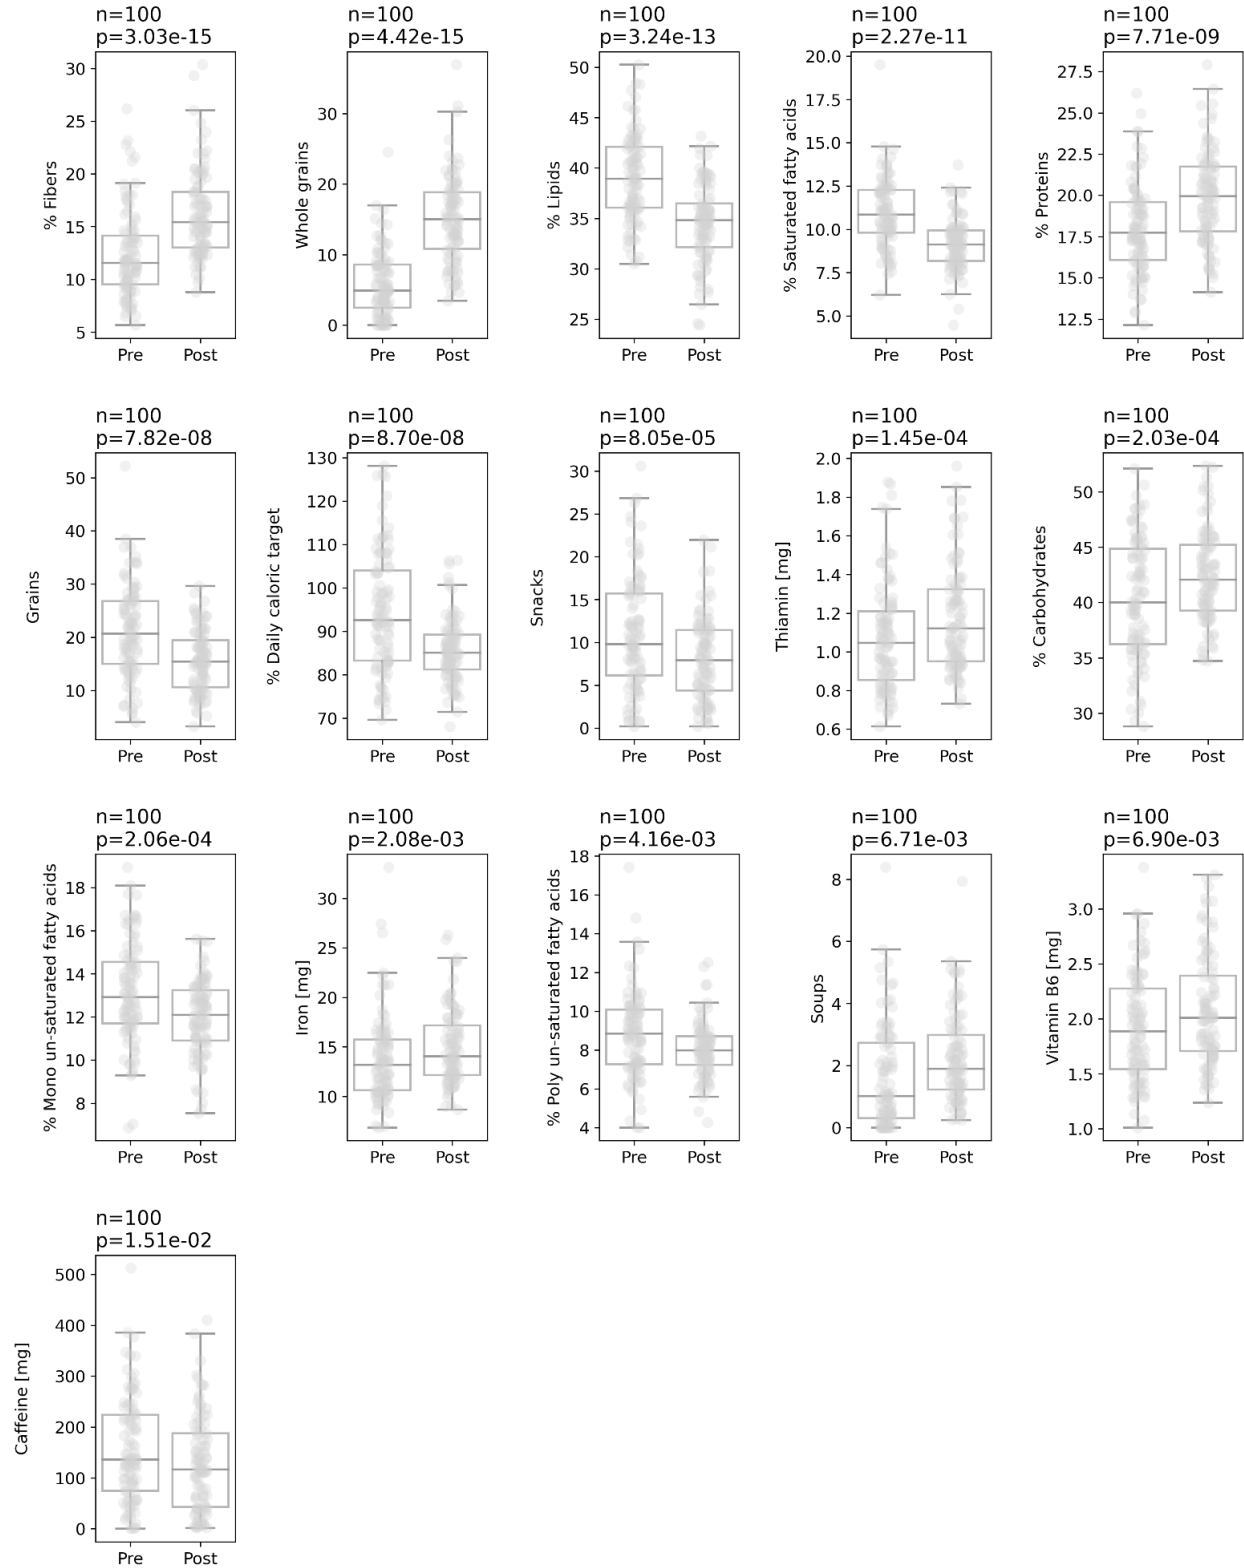 n=100
p=3.03e-15
% Fibers
30
25
20
15
10
5
Pre
Post
n=100
p=4.42e-15
Whole grains
30
20
10
0
Pre
Post
n=100
p=3.24e-13
% Lipids
50
45
40
35
30
25
Pre
Post
n=100
p=2.27e-11
% Saturated fatty acids
20.0
17.5
15.0
12.5
10.0
7.5
5.0
Pre
Post
n=100
p=7.71e-09
% Proteins
27.5
25.0
22.5
20.0
17.5
15.0
12.5
Pre
Post
n=100
p=7.82e-08
Grains
50
40
30
20
10
Pre
Post
n=100
p=8.70e-08
% Daily caloric target
130
120
110
100
90
80
70
Pre
Post
n=100
p=8.05e-05
Snacks
30
25
20
15
10
5
0
Pre
Post
n=100
p=1.45e-04
Thiamin [mg]
2.0
1.8
1.6
1.4
1.2
1.0
0.8
0.6
Pre
Post
n=100
p=2.03e-04
% Carbohydrates
50
45
40
35
30
Pre
Post
n=100
p=2.06e-04
% Mono un-saturated fatty acids
18
16
14
12
10
8
Pre
Post
n=100
p=2.08e-03
Iron [mg]
30
25
20
15
10
Pre
Post
n=100
p=4.16e-03
% Poly un-saturated fatty acids
18
16
14
12
10
8
6
4
Pre
Post
n=100
p=6.71e-03
Soups
8
6
4
2
0
Pre
Post
n=100
p=6.90e-03
Vitamin B6 [mg]
3.0
2.5
2.0
1.5
1.0
Pre
Post
n=100
p=1.51e-02
Caffeine [mg]
500
400
300
200
100
0
Pre
Post